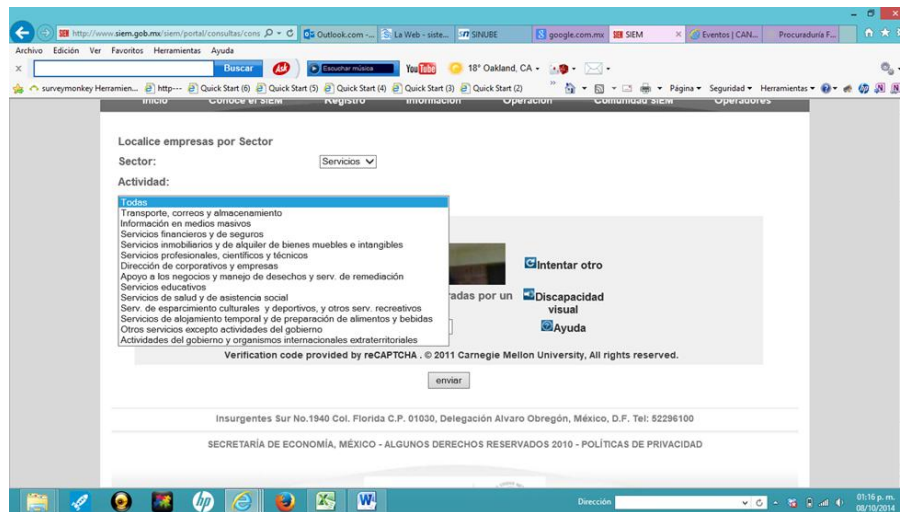 http://www.siem.gob.mx/siem/portal/consultas/cons
Outlook.com -...
La Web - siste...
SINUBE
google.com.mx
SIEM
Eventos | CAN...
Procuraduría F...
Archivo Edición Ver Favoritos Herramientas Ayuda
Buscar
Ask
Escuchar música
YouTube
18° Oakland, CA
surveymonkey Herramien...
http---
Quick Start (6)
Quick Start (5)
Quick Start (4)
Quick Start (3)
Quick Start (2)
Página
Seguridad
Herramientas
Inicio Conoce el SIEM Registro Información Operación Comunidad SIEM Operadores
Localice empresas por Sector
Sector: Servicios
Actividad:
Todas
Transporte, correos y almacenamiento
Información en medios masivos
Servicios financieros y de seguros
Servicios inmobiliarios y de alquiler de bienes muebles e intangibles
Servicios profesionales, científicos y técnicos
Dirección de corporativos y empresas
Apoyo a los negocios y manejo de desechos y serv. de remediación
Servicios educativos
Servicios de salud y de asistencia social
Serv. de esparcimiento culturales y deportivos, y otros serv. recreativos
Servicios de alojamiento temporal y de preparación de alimentos y bebidas
Otros servicios excepto actividades del gobierno
Actividades del gobierno y organismos internacionales extraterritoriales
Intentar otro
radas por un
Discapacidad
visual
Ayuda
Verification code provided by reCAPTCHA . © 2011 Carnegie Mellon University, All rights reserved.
enviar
Insurgentes Sur No.1940 Col. Florida C.P. 01030, Delegación Alvaro Obregón, México, D.F. Tel: 52296100
SECRETARÍA DE ECONOMÍA, MÉXICO - ALGUNOS DERECHOS RESERVADOS 2010 - POLÍTICAS DE PRIVACIDAD
Dirección
01:16 p. m.
08/10/2014